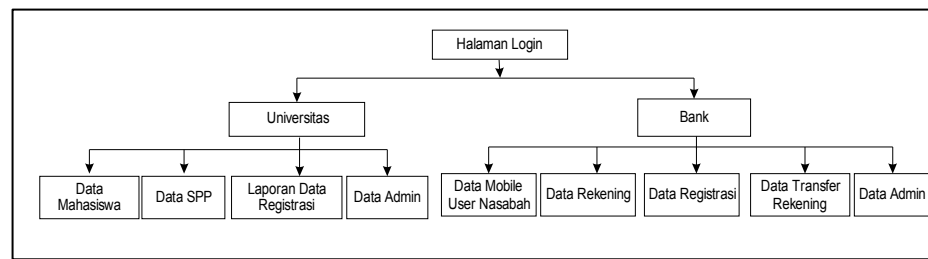 Halaman Login
Universitas
Bank
Data
Mahasiswa
Data SPP
Laporan Data
Registrasi
Data Admin
Data Mobile
User Nasabah
Data Rekening
Data Registrasi
Data Transfer
Rekening
Data Admin